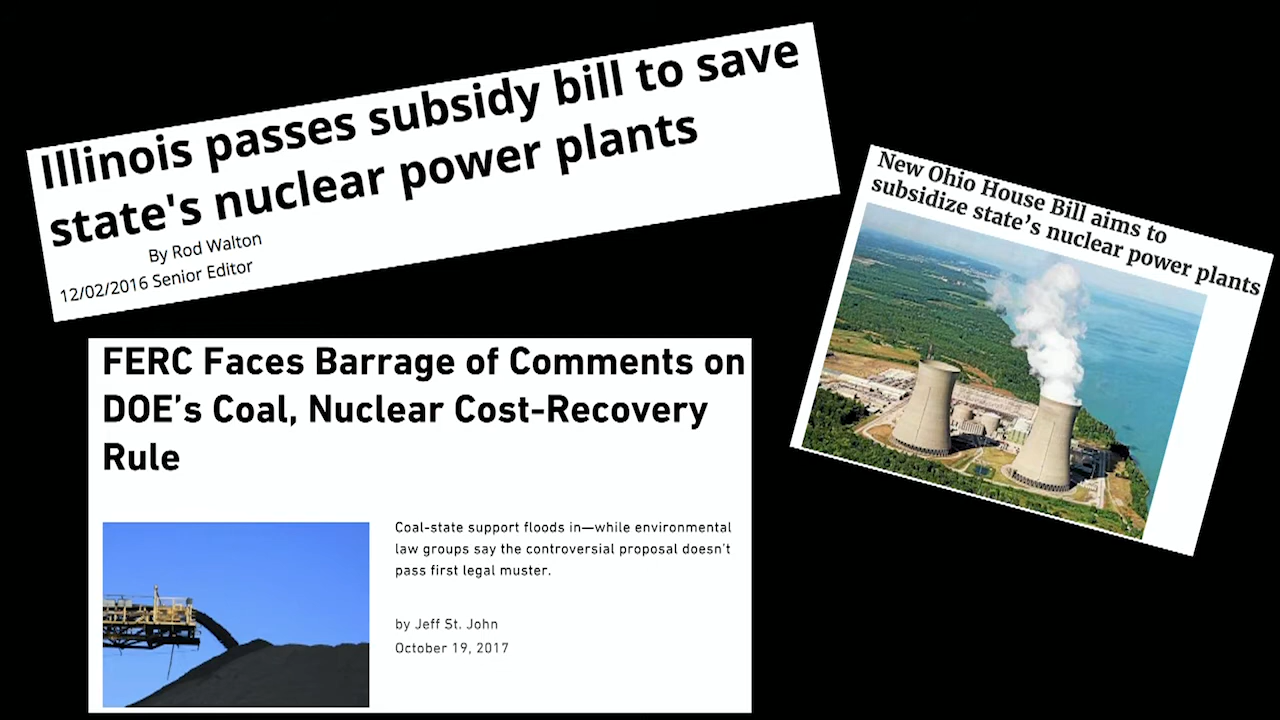 Illinois passes subsidy bill to save
state's nuclear power plants
By Rod Walton
12/02/2016 Senior Editor
New Ohio House Bill aims to
subsidize state’s nuclear power plants
FERC Faces Barrage of Comments on
DOE’s Coal, Nuclear Cost-Recovery
Rule
Coal-state support floods in—while environmental
law groups say the controversial proposal doesn’t
pass first legal muster.
by Jeff St. John
October 19, 2017